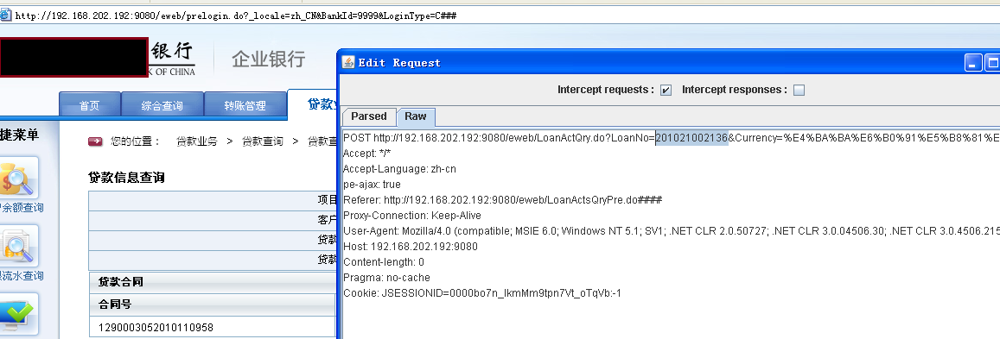 http://192.168.202.192:9080/eweb/prelogin.do?_locale=zh_CN&BankId=9999&LoginType=C###
银行
K OF CHINA
企业银行
首页
综合查询
转账管理
贷款业
捷菜单
您的位置： 贷款业务 > 贷款查询 > 贷款查
贷款信息查询
项目
客户
贷款
贷款
余额查询
流水查询
贷款合同
合同号
1290003052010110958
Edit Request
Intercept requests :
Intercept responses :
Parsed
Raw
POST http://192.168.202.192:9080/eweb/LoanActQry.do?LoanNo=201021002136&Currency=%E4%BA%BA%E6%B0%91%E5%B8%81%E
Accept: */*
Accept-Language: zh-cn
pe-ajax: true
Referer: http://192.168.202.192:9080/eweb/LoanActsQryPre.do####
Proxy-Connection: Keep-Alive
User-Agent: Mozilla/4.0 (compatible; MSIE 6.0; Windows NT 5.1; SV1; .NET CLR 2.0.50727; .NET CLR 3.0.04506.30; .NET CLR 3.0.4506.215
Host: 192.168.202.192:9080
Content-length: 0
Pragma: no-cache
Cookie: JSESSIONID=0000bo7n_IkmMm9tpn7Vt_oTqVb:-1